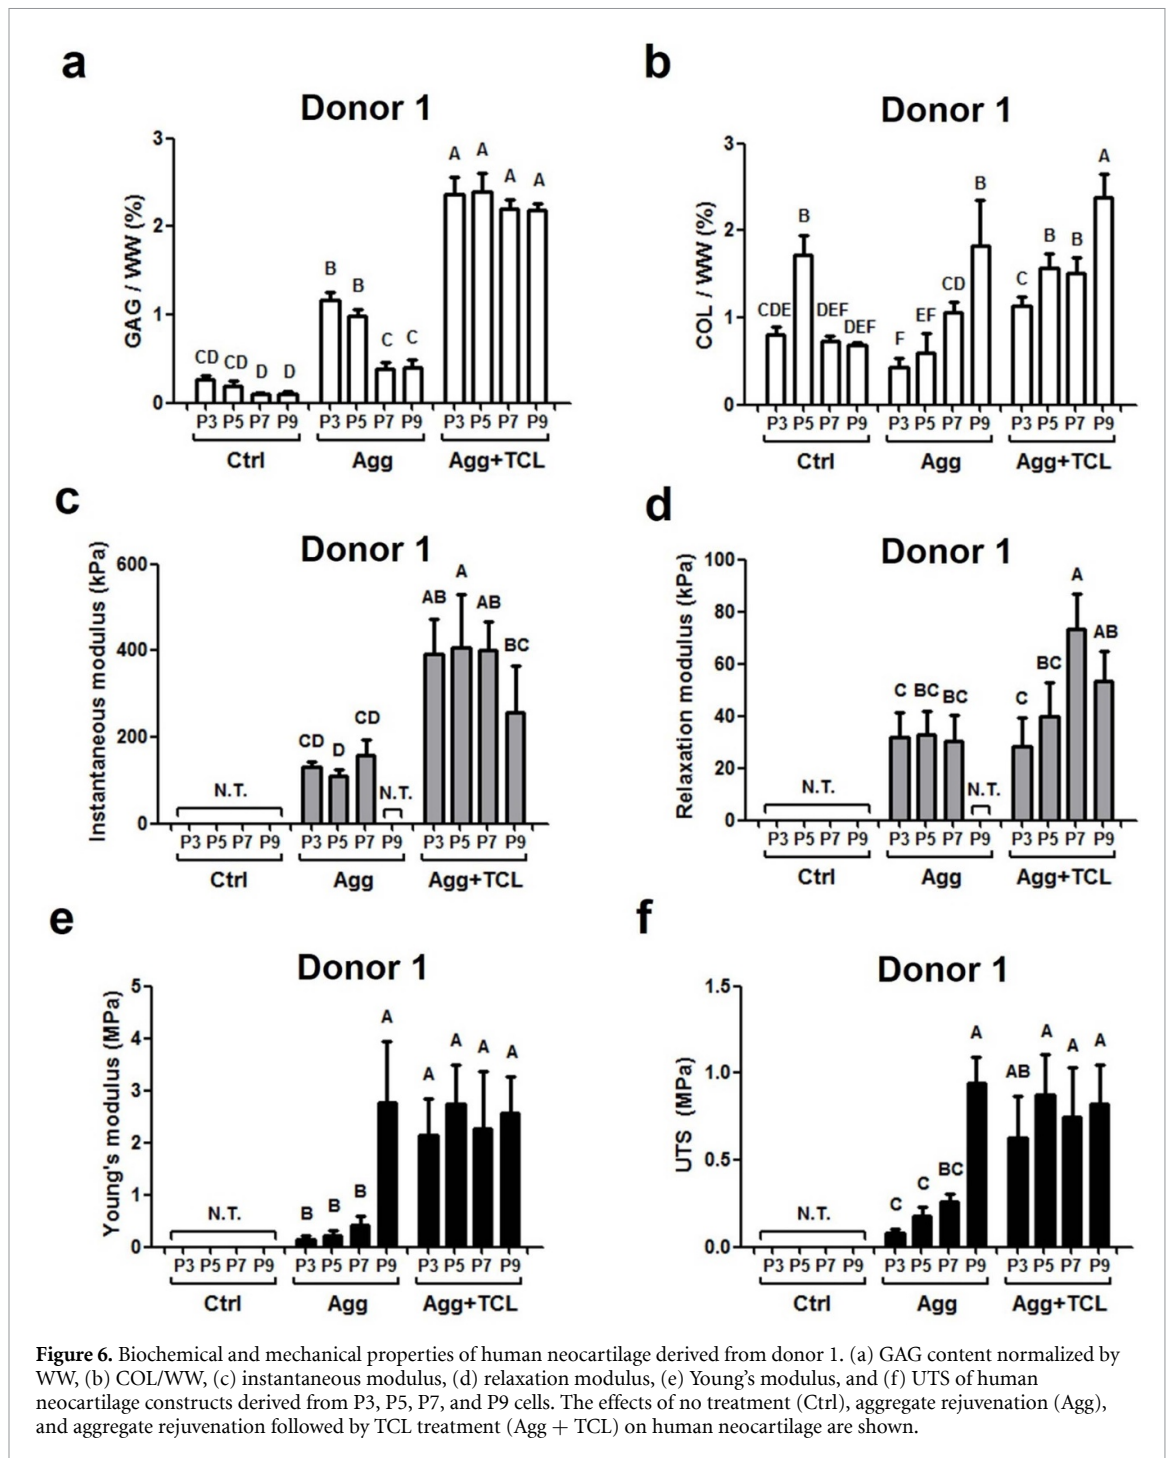 a
Donor 1
GAG / WW (%)
3
2
1
0
CD CD D D
B B C C
A A A A
P3 P5 P7 P9 P3 P5 P7 P9 P3 P5 P7 P9
Ctrl Agg Agg+TCL
b
Donor 1
COL / WW (%)
3
2
1
0
CDE B DEF DEF
F EF CD B
C B B A
P3 P5 P7 P9 P3 P5 P7 P9 P3 P5 P7 P9
Ctrl Agg Agg+TCL
c
Donor 1
Instantaneous modulus (kPa)
600
400
200
0
N.T.
CD D CD N.T.
AB A AB BC
P3 P5 P7 P9 P3 P5 P7 P9 P3 P5 P7 P9
Ctrl Agg Agg+TCL
d
Donor 1
Relaxation modulus (kPa)
100
80
60
40
20
0
N.T.
C BC BC N.T.
C BC A AB
P3 P5 P7 P9 P3 P5 P7 P9 P3 P5 P7 P9
Ctrl Agg Agg+TCL
e
Donor 1
Young's modulus (MPa)
5
4
3
2
1
0
N.T.
B B B A
A A A A
P3 P5 P7 P9 P3 P5 P7 P9 P3 P5 P7 P9
Ctrl Agg Agg+TCL
f
Donor 1
UTS (MPa)
1.5
1.0
0.5
0.0
N.T.
C C BC A
AB A A A
P3 P5 P7 P9 P3 P5 P7 P9 P3 P5 P7 P9
Ctrl Agg Agg+TCL
Figure 6. Biochemical and mechanical properties of human neocartilage derived from donor 1. (a) GAG content normalized by
WW, (b) COL/WW, (c) instantaneous modulus, (d) relaxation modulus, (e) Young's modulus, and (f) UTS of human
neocartilage constructs derived from P3, P5, P7, and P9 cells. The effects of no treatment (Ctrl), aggregate rejuvenation (Agg),
and aggregate rejuvenation followed by TCL treatment (Agg + TCL) on human neocartilage are shown.